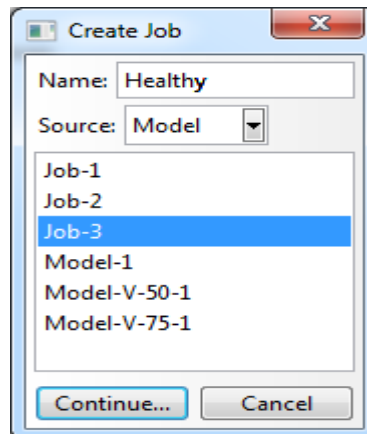 Create Job
Name: Healthy
Source: Model
Job-1
Job-2
Job-3
Model-1
Model-V-50-1
Model-V-75-1
Continue... Cancel